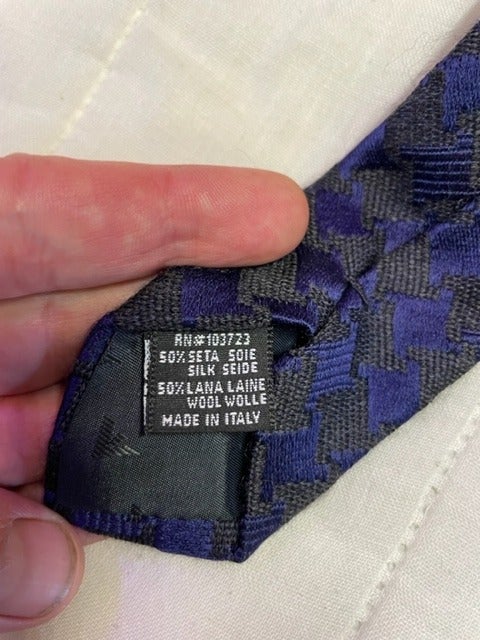 RN#103723
50% SETA SOIE
SILK SEIDE
50% LANA LAINE
WOOL WOLLE
MADE IN ITALY